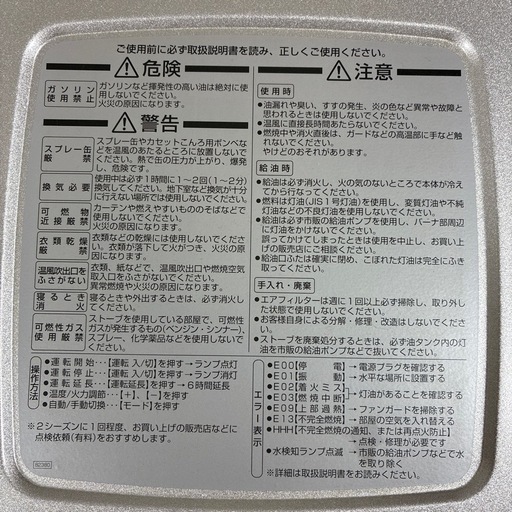 ご使用前に必ず取扱説明書を読み、正しくご使用ください。
⚠危険
ガソリン
使用禁止
ガソリンなど揮発性の高い油は絶対に使
用しないでください。
火災の原因になります。
⚠警告
スプレー缶
厳禁
スプレー缶やカセットこんろ用ボンベな
どを温風のあたるところに放置しないで
ください。熱で缶の圧力が上がり、爆発
し、危険です。
換気必要
使用中は必ず1時間に1~2回(1~2分)
換気してください。地下室など換気が十分
に行えない場所では使用しないでください。
可燃物
近接厳禁
カーテンや燃えやすいもののそばなどで
使用しないでください。
火災の原因になります。
衣類乾燥
厳禁
衣類などの乾燥には使用しないでくださ
い。衣類が落下して火がつき、火災の原
因になります。
温風吹出口を
ふさがない
衣類、紙などで、温風吹出口や燃焼空気
取入口をふさがないでください。
異常燃焼や火災の原因になります。
寝るとき
消火
寝るときや外出するときは、必ず消火し
てください。
可燃性ガス
使用厳禁
ストーブを使用している部屋で、可燃性
ガスが発生するもの(ベンジン・シンナー)、
スプレー、化学薬品などを使用しないで
ください。
⚠注意
使用時
●油漏れや臭い、すすの発生、炎の色など異常や故障と
思われるときは使用しないでください。
●温風に直接長時間あたらないでください。
●燃焼中や消火直後は、ガードなどの高温部に手など触
れないでください。
やけどのおそれがあります。
給油時
●給油は必ず消火し、火の気のないところで本体が冷え
てから行なってください。
●燃料は灯油(JIS1号灯油)を使用し、変質灯油や不純
灯油などの不良灯油を使用しないでください。
●給油は必ず市販の給油ポンプを使用し、バーナ部周辺
に灯油をかけないでください。
誤ってかけてしまったときは使用を中止し、お買い上
げの販売店にご相談ください。
●給油口ふたは確実に閉め、こぼれた灯油は完全にふき
取ってください。
手入れ・廃棄
●エアフィルターは週に1回以上必ず掃除し、取り外し
た状態で使用しないでください。
●お客様自身による分解・修理・改造はしないでくださ
い。
●ストーブを廃棄処分するときは、必ず油タンク内の灯
油を市販の給油ポンプなどで抜いてください。
操作方法
●運転開始…【運転 入/切】を押す→ランプ点灯
●運転停止…【運転 入/切】を押す→ランプ消灯
●運転延長…【運転延長】を押す→6時間延長
●温度/火力調節…【+】、【-】を押す
●自動/手動切換…【モード】を押す
※2シーズンに1回程度、お買い上げの販売店などに
点検依頼(有料)をおすすめします。
エラー表示
●E00【停電】→電源プラグを確認する
●E01【振動】→水平な場所に設置する
●E02【着火ミス】
●E03【燃焼中断】
→灯油があることを確認する
●E09【上部過熱】→ファンガードを掃除する
●E13【不完全燃焼】→部屋の空気を入れ替える
●HHH【不完全燃焼の通知、または再点火防止】
→点検・修理が必要です
●水検知ランプ点滅→市販の給油ポンプなどで水
を取り除く
※詳細は取扱説明書をお読みください。